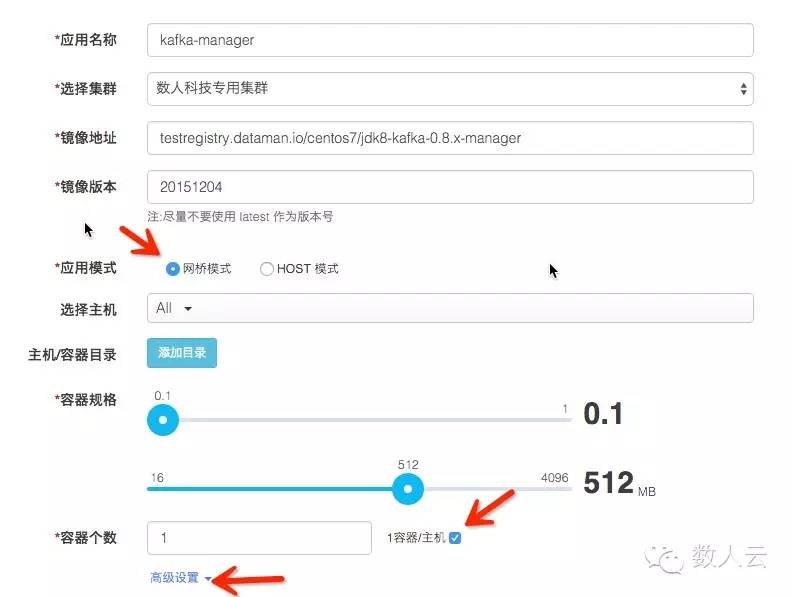 *应用名称 kafka-manager
*选择集群 数人科技专用集群
*镜像地址 testregistry.dataman.io/centos7/jdk8-kafka-0.8.x-manager
*镜像版本 20151204
注:尽量不要使用 latest 作为版本号
*应用模式 网桥模式 HOST 模式
选择主机 All
主机/容器目录 添加目录
*容器规格 0.1 1 0.1
16 512 4096 512 MB
*容器个数 1 1容器/主机
高级设置
数人云